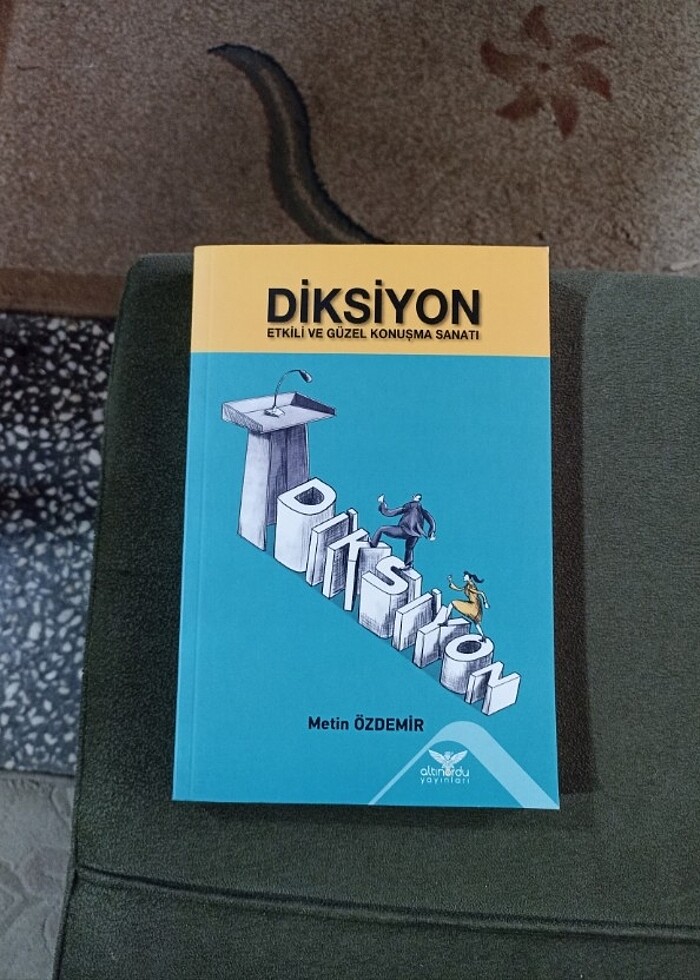 DİKSİYON
ETKİLİ VE GÜZEL KONUŞMA SANATI
DİKSİYON
Metin ÖZDEMİR
altınordu
yayınları